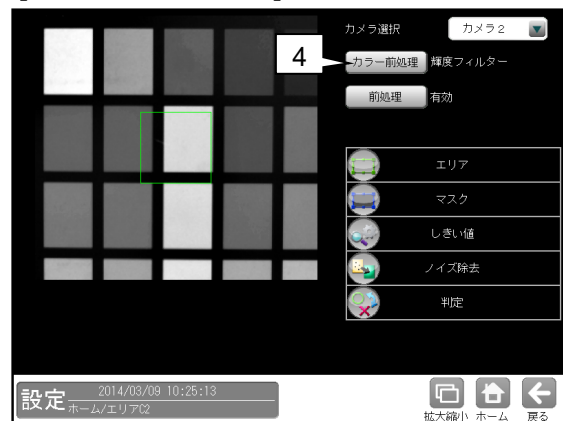 カメラ選択 カメラ2
4
カラー前処理 輝度フィルター
前処理 有効
エリア
マスク
しきい値
ノイズ除去
判定
設定 2014/03/09 10:25:13
ホーム/エリアC2
拡大縮小 ホーム 戻る